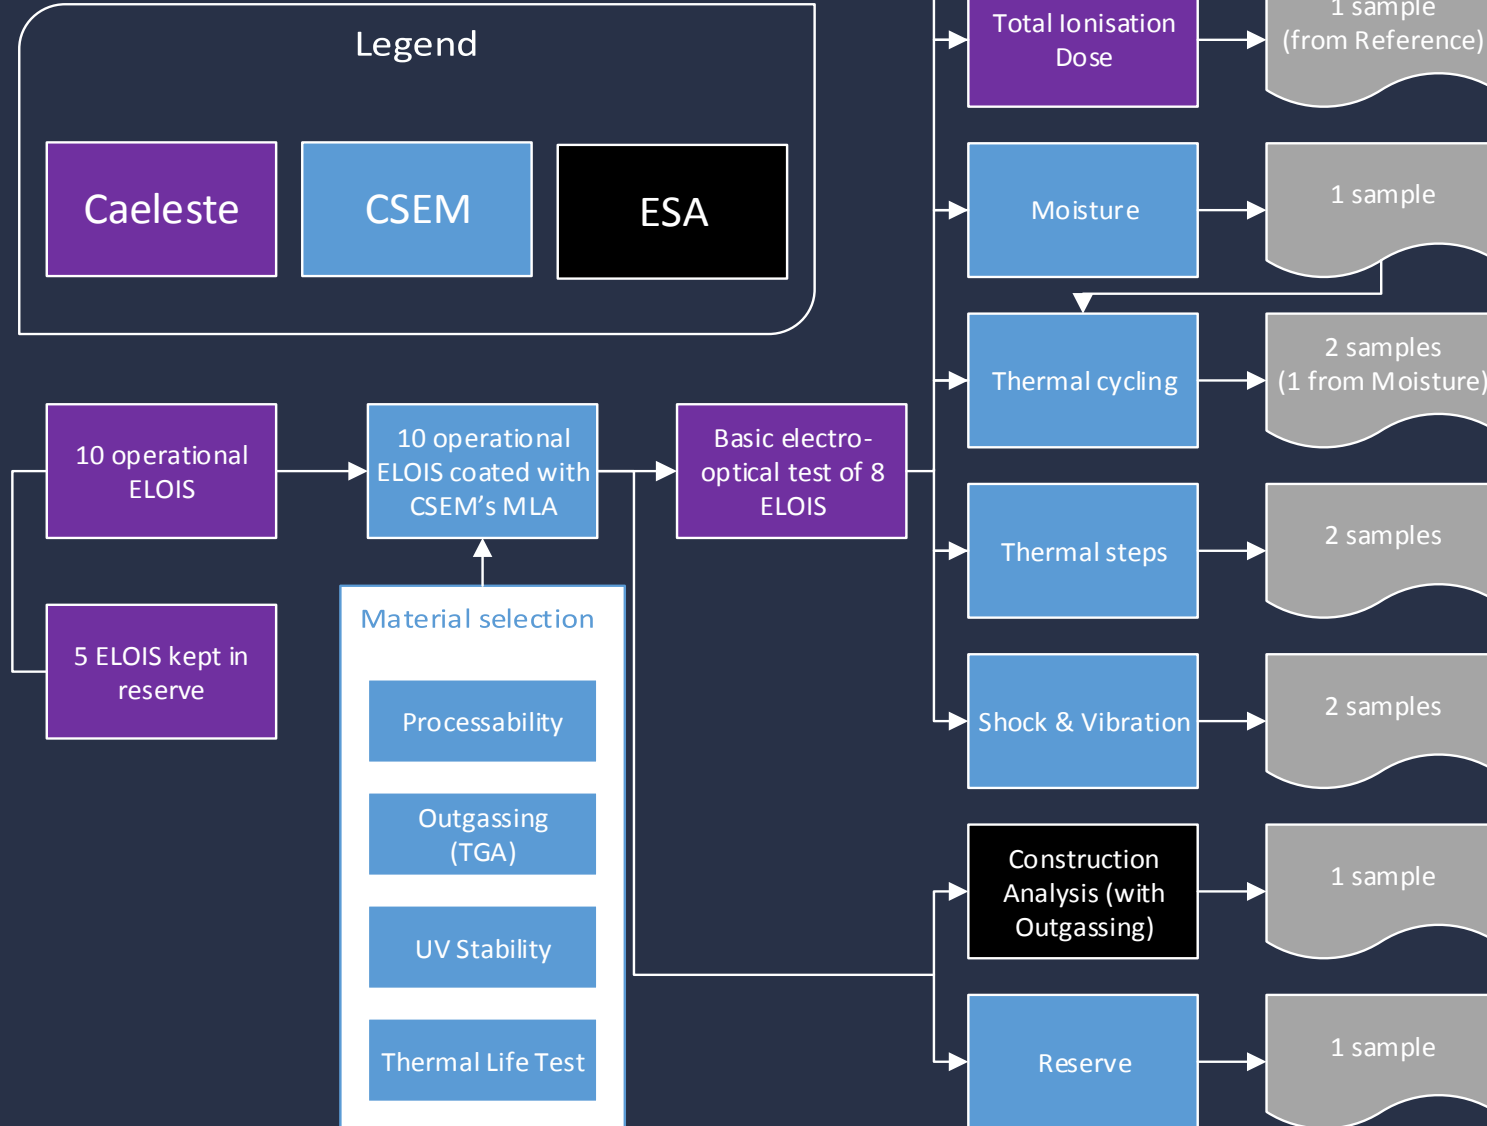 Legend
Caeleste
CSEM
ESA
10 operational
ELOIS
5 ELOIS kept in
reserve
10 operational
ELOIS coated with
CSEM's MLA
Material selection
Processability
Outgassing
(TGA)
UV Stability
Thermal Life Test
Basic electro-
optical test of 8
ELOIS
Total Ionisation
Dose
1 sample
(from Reference)
Moisture
1 sample
Thermal cycling
2 samples
(1 from Moisture)
Thermal steps
2 samples
Shock & Vibration
2 samples
Construction
Analysis (with
Outgassing)
1 sample
Reserve
1 sample